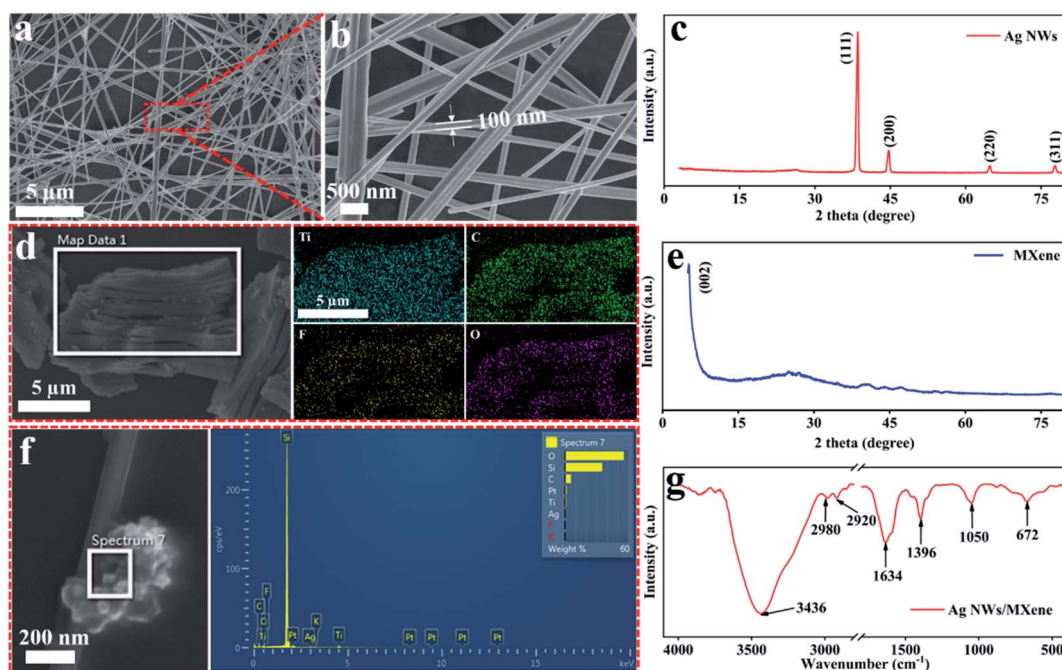 a
5 µm
b
100 nm
500 nm
c
Ag NWs
(111)
(200)
(220)
(311)
Intensity (a.u.)
0 15 30 45 60 75
2 theta (degree)
d
Map Data 1
5 µm
Ti
5 µm
C
F
O
e
MXene
(002)
Intensity (a.u.)
0 15 30 45 60 75
2 theta (degree)
f
Spectrum 7
200 nm
Si
200
100
0
cps/eV
C
O
Ti
F
Pt
Ag
K
Ti
Pt
Pt
Pt
Pt
0 5 10 15
keV
Spectrum 7
O
Si
C
Pt
Ti
Ag
Weight % 60
g
2980
2920
3436
1634
1396
1050
672
Ag NWs/MXene
Intensity (a.u.)
4000 3500 3000 1500 1000 500
Wavenumber (cm⁻¹)